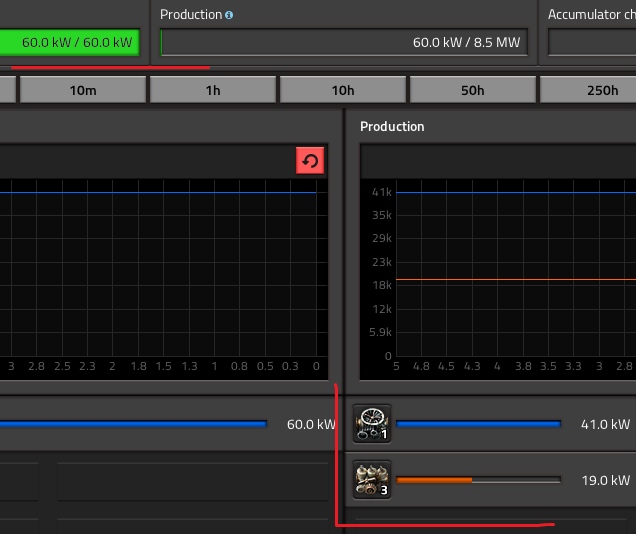 Production
Accumulator ch
60.0 kW / 60.0 kW
60.0 kW / 8.5 MW
10m
1h
10h
50h
250h
Production
41k
35k
29k
23k
18k
12k
5.9k
0
3 2.8 2.5 2.3 2 1.8 1.5 1.3 1 0.8 0.5 0.3 0
5 4.8 4.5 4.3 4 3.8 3.5 3.3 3 2.8
60.0 kW
1
41.0 kW
3
19.0 kW